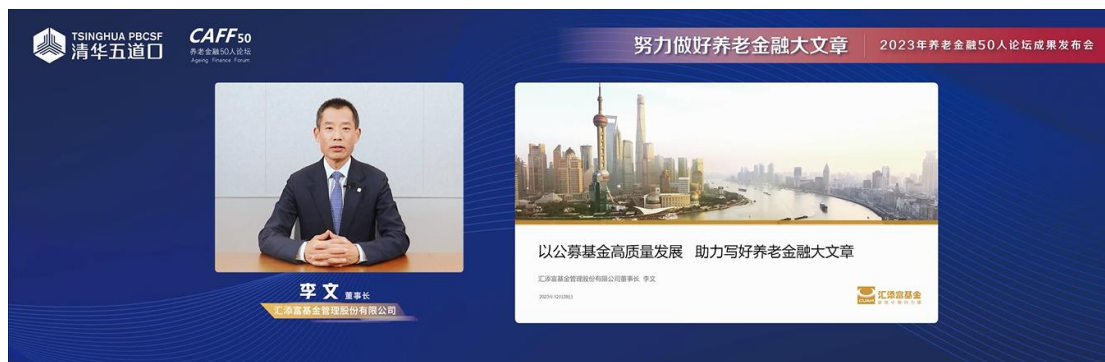 TSINGHUA PBCSF
清华五道口
CAFF50
养老金融50人论坛
Ageing Finance Forum
努力做好养老金融大文章
2023年养老金融50人论坛成果发布会
李文 董事长
汇添富基金管理股份有限公司
以公募基金高质量发展 助力写好养老金融大文章
汇添富基金管理股份有限公司董事长 李文
汇添富基金